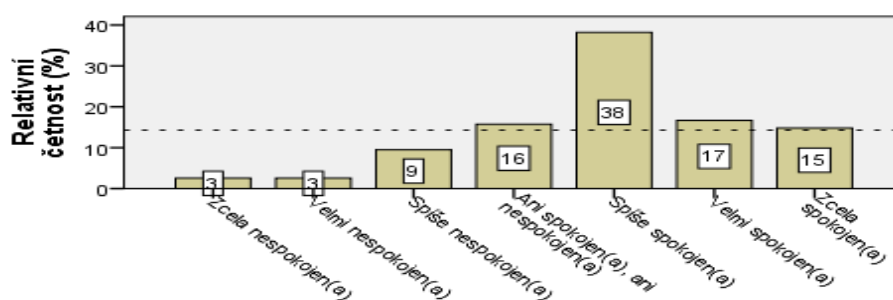 Relativní
četnost (%)
40
30
20
10
0
3
3
9
16
38
17
15
Zcela nespokojen(a)
Velmi nespokojen(a)
Spíše nespokojen(a)
Ani spokojen(a), ani
nespokojen(a)
Spíše spokojen(a)
Velmi spokojen(a)
Zcela
spokojen(a)